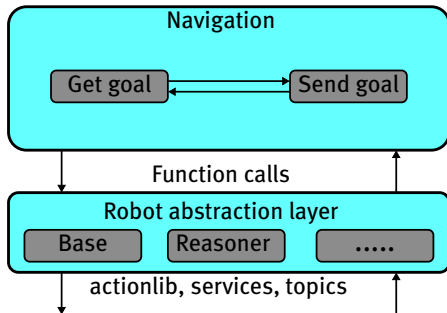 Navigation
Get goal
Send goal
Function calls
Robot abstraction layer
Base
Reasoner
.....
actionlib, services, topics